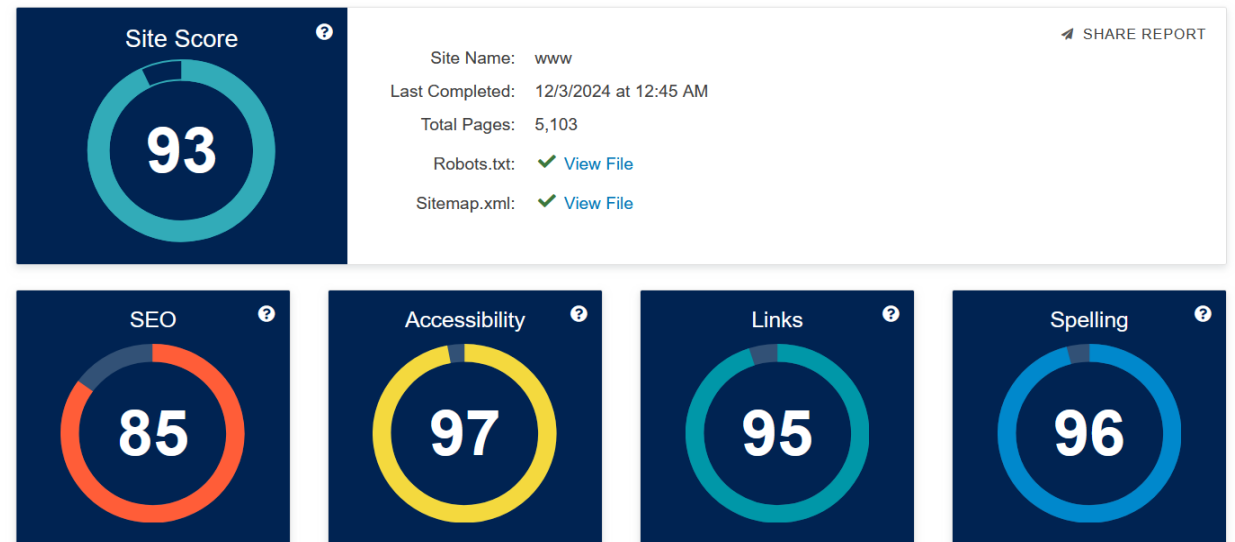 Site Score
93
SHARE REPORT
Site Name: www
Last Completed: 12/3/2024 at 12:45 AM
Total Pages: 5,103
Robots.txt: View File
Sitemap.xml: View File
SEO
85
Accessibility
97
Links
95
Spelling
96